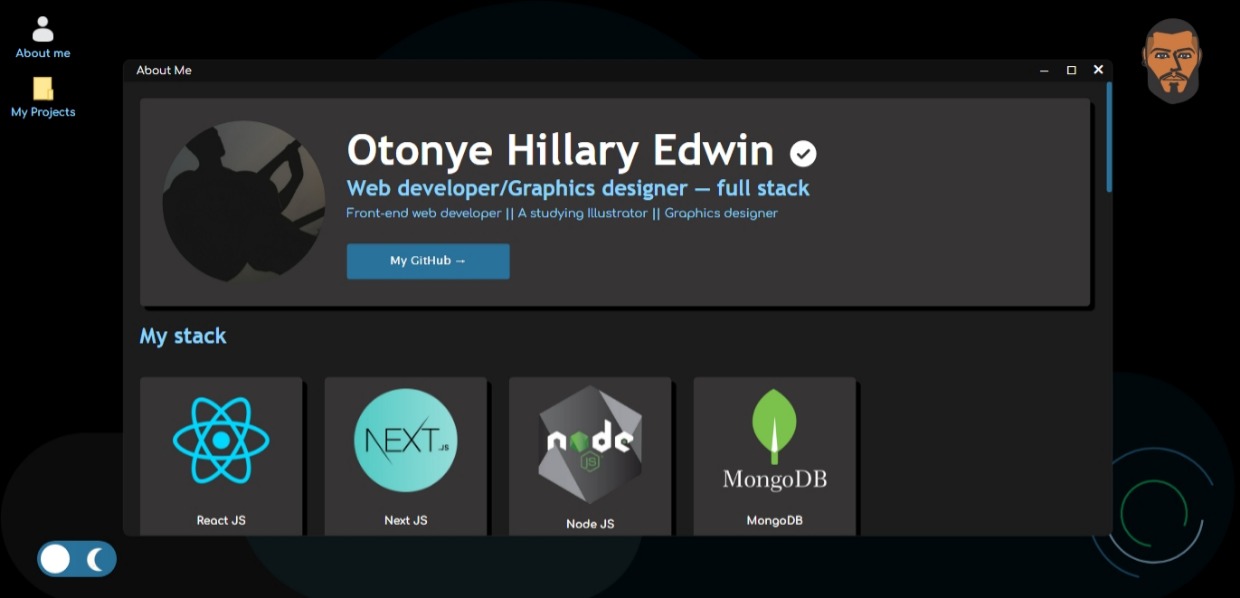 About me
My Projects
About Me
Otonye Hillary Edwin
Web developer/Graphics designer — full stack
Front-end web developer || A studying Illustrator || Graphics designer
My GitHub →
My stack
NEXT.JS
node
JS
MongoDB
React JS
Next JS
Node JS
MongoDB